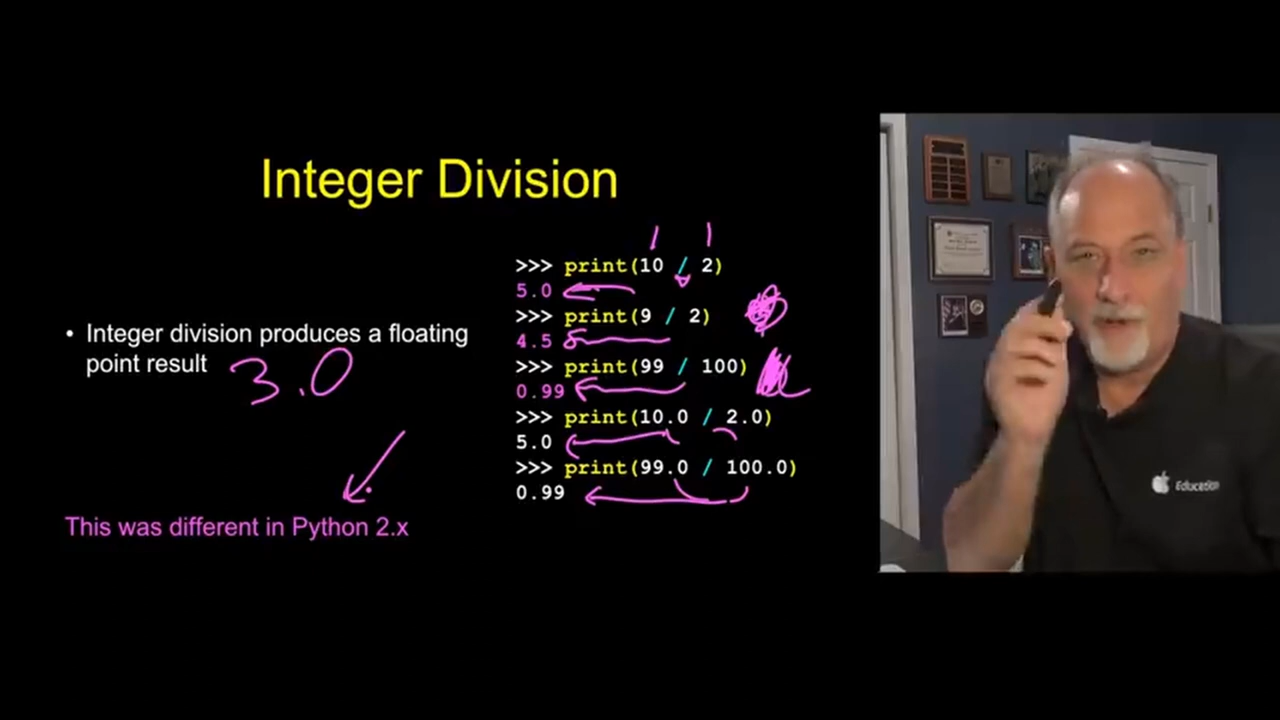 Integer Division
• Integer division produces a floating
point result
3.0
This was different in Python 2.x
>>> print(10 / 2)
5.0
>>> print(9 / 2)
4.5
>>> print(99 / 100)
0.99
>>> print(10.0 / 2.0)
5.0
>>> print(99.0 / 100.0)
0.99
Education